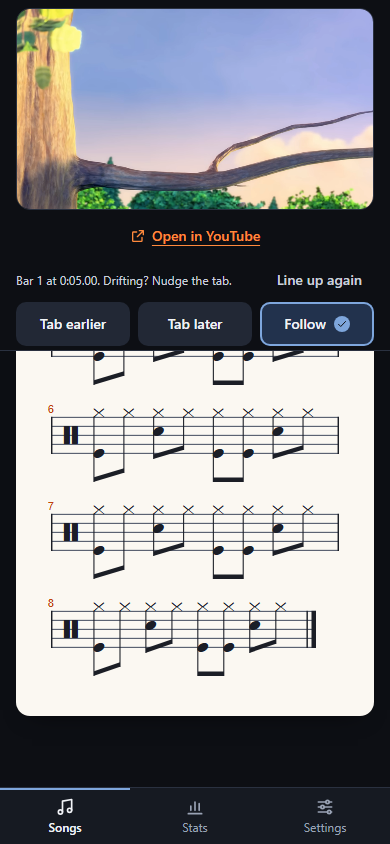 Open in YouTube
Bar 1 at 0:05.00. Drifting? Nudge the tab.
Line up again
Tab earlier
Tab later
Follow
6
7
8
Songs
Stats
Settings